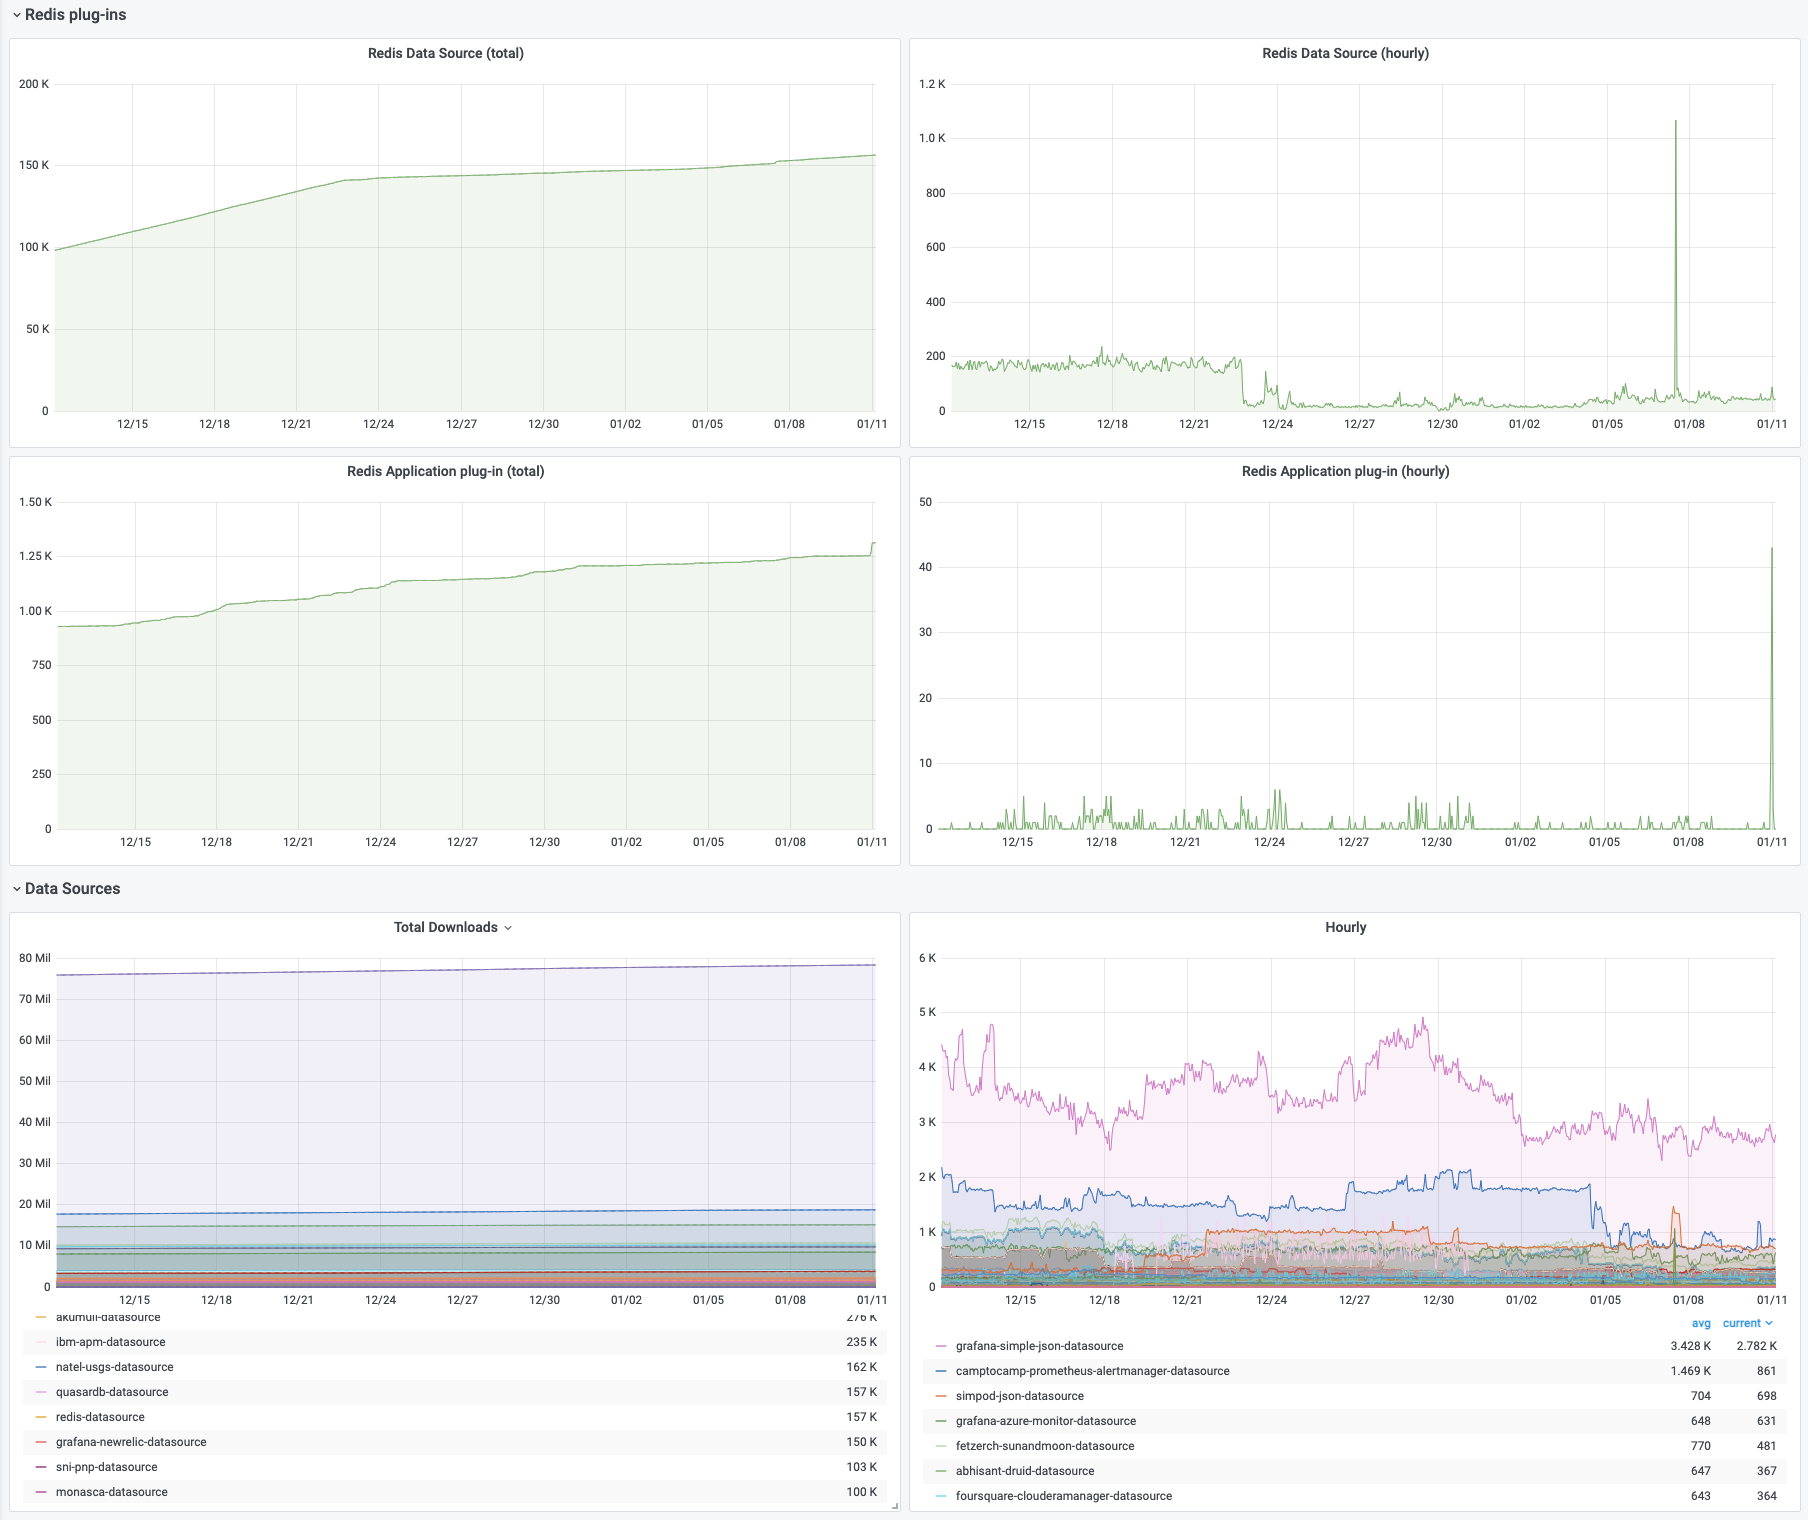 Redis plug-ins
Redis Data Source (total)
200 K
150 K
100 K
50 K
0
12/15 12/18 12/21 12/24 12/27 12/30 01/02 01/05 01/08 01/11
Redis Data Source (hourly)
1.2 K
1.0 K
800
600
400
200
0
12/15 12/18 12/21 12/24 12/27 12/30 01/02 01/05 01/08 01/11
Redis Application plug-in (total)
1.50 K
1.25 K
1.00 K
750
500
250
0
12/15 12/18 12/21 12/24 12/27 12/30 01/02 01/05 01/08 01/11
Redis Application plug-in (hourly)
50
40
30
20
10
0
12/15 12/18 12/21 12/24 12/27 12/30 01/02 01/05 01/08 01/11
Data Sources
Total Downloads
80 Mil
70 Mil
60 Mil
50 Mil
40 Mil
30 Mil
20 Mil
10 Mil
0
12/15 12/18 12/21 12/24 12/27 12/30 01/02 01/05 01/08 01/11
akumuli-datasource 276 K
ibm-apm-datasource 235 K
natel-usgs-datasource 162 K
quasardb-datasource 157 K
redis-datasource 157 K
grafana-newrelic-datasource 150 K
sni-pnp-datasource 103 K
monasca-datasource 100 K
Hourly
6 K
5 K
4 K
3 K
2 K
1 K
0
12/15 12/18 12/21 12/24 12/27 12/30 01/02 01/05 01/08 01/11
avg current
grafana-simple-json-datasource 3.428 K 2.782 K
camptocamp-prometheus-alertmanager-datasource 1.469 K 861
simpod-json-datasource 704 698
grafana-azure-monitor-datasource 648 631
fetzerch-sunandmoon-datasource 770 481
abhisant-druid-datasource 647 367
foursquare-clouderamanager-datasource 643 364